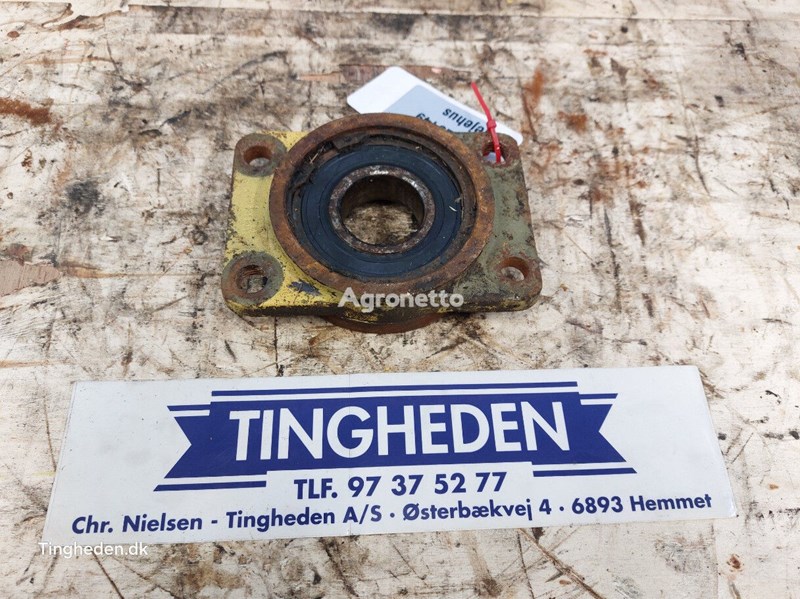 Agronetto
TINGHEDEN
TLF. 97 37 52 77
Chr. Nielsen - Tingheden A/S · Østerbækvej 4 · 6893 Hemmet
Tingheden.dk